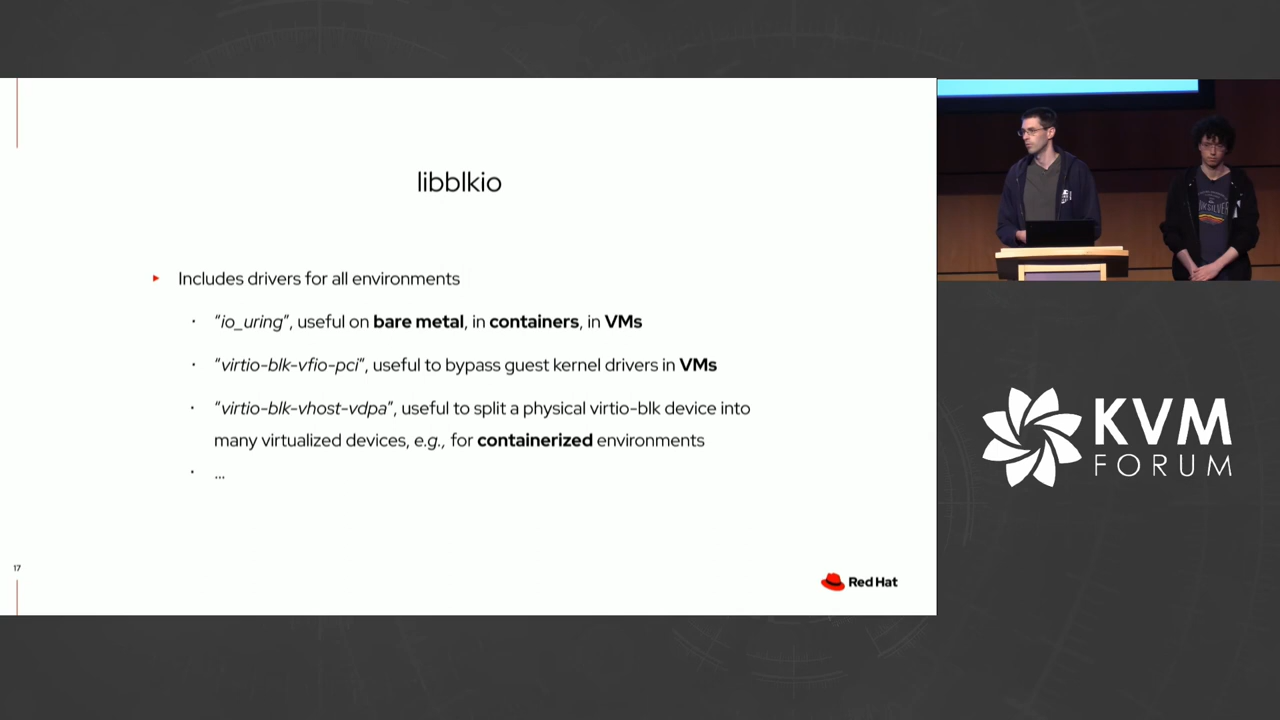 libblkio
Includes drivers for all environments
“io_uring”, useful on bare metal, in containers, in VMs
“virtio-blk-vfio-pci”, useful to bypass guest kernel drivers in VMs
“virtio-blk-vhost-vdpa”, useful to split a physical virtio-blk device into
many virtualized devices, e.g., for containerized environments
...
17
Red Hat
KVM
FORUM